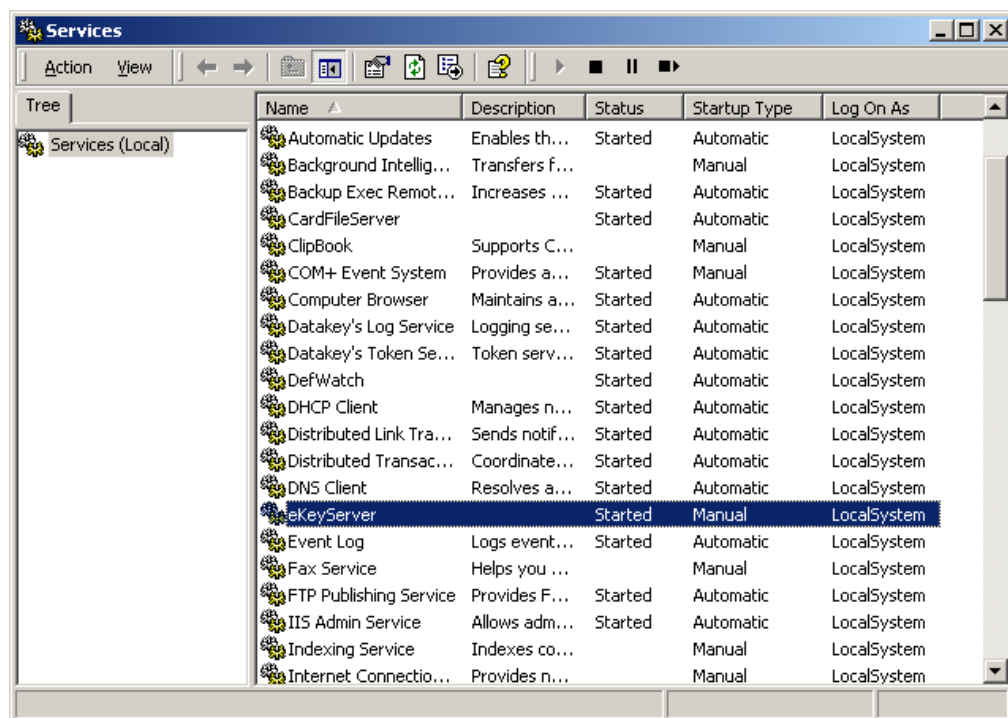 Services
Action View
Tree
Services (Local)
Name Description Status Startup Type Log On As
Automatic Updates Enables th... Started Automatic LocalSystem
Background Intellig... Transfers f... Manual LocalSystem
Backup Exec Remot... Increases ... Started Automatic LocalSystem
CardFileServer Started Automatic LocalSystem
ClipBook Supports C... Manual LocalSystem
COM+ Event System Provides a... Started Manual LocalSystem
Computer Browser Maintains a... Started Automatic LocalSystem
Datakey's Log Service Logging se... Started Automatic LocalSystem
Datakey's Token Se... Token serv... Started Automatic LocalSystem
DefWatch Started Automatic LocalSystem
DHCP Client Manages n... Started Automatic LocalSystem
Distributed Link Tra... Sends notif... Started Automatic LocalSystem
Distributed Transac... Coordinate... Started Automatic LocalSystem
DNS Client Resolves a... Started Automatic LocalSystem
eKeyServer Started Manual LocalSystem
Event Log Logs event... Started Automatic LocalSystem
Fax Service Helps you ... Manual LocalSystem
FTP Publishing Service Provides F... Started Automatic LocalSystem
IIS Admin Service Allows adm... Started Automatic LocalSystem
Indexing Service Indexes co... Manual LocalSystem
Internet Connectio... Provides n... Manual LocalSystem